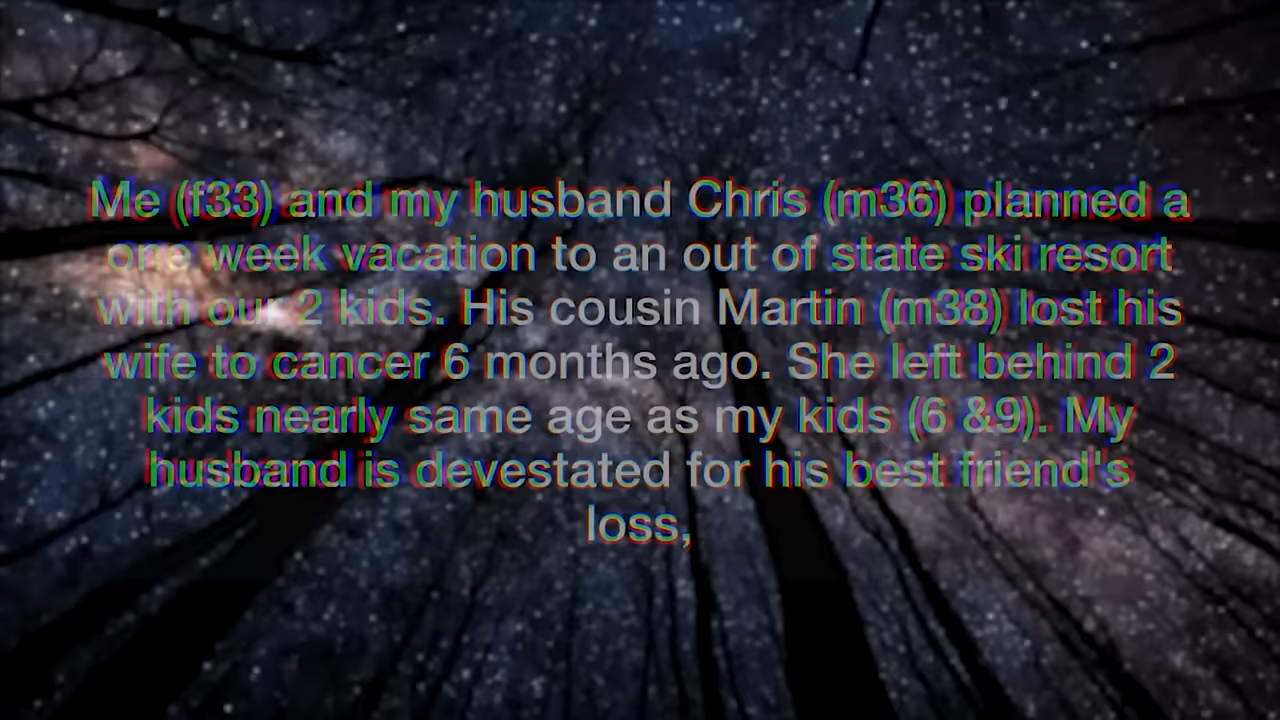 Me (f33) and my husband Chris (m36) planned a
one week vacation to an out of state ski resort
with our 2 kids. His cousin Martin (m38) lost his
wife to cancer 6 months ago. She left behind 2
kids nearly same age as my kids (6 &9). My
husband is devestated for his best friend's
loss,